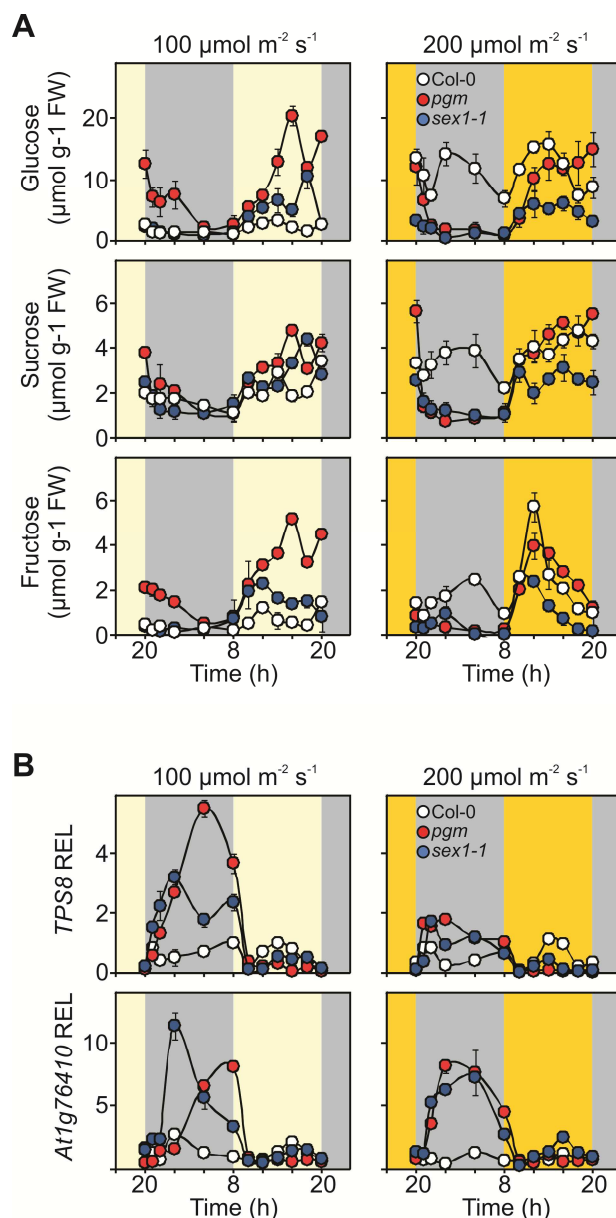 A
100 µmol m⁻² s⁻¹
200 µmol m⁻² s⁻¹
Glucose
(µmol g-1 FW)
20
10
0
Col-0
pgm
sex1-1
Sucrose
(µmol g-1 FW)
6
4
2
0
Fructose
(µmol g-1 FW)
6
4
2
0
20 8 20
20 8 20
Time (h)
Time (h)
B
100 µmol m⁻² s⁻¹
200 µmol m⁻² s⁻¹
TPS8 REL
4
2
0
Col-0
pgm
sex1-1
At1g76410 REL
10
5
20 8 20
20 8 20
Time (h)
Time (h)